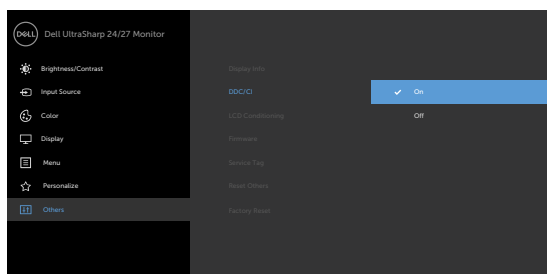 DELL
Dell UltraSharp 24/27 Monitor
Brightness/Contrast
Input Source
Color
Display
Menu
Personalize
Others
Display Info
DDC/CI
LCD Conditioning
Firmware
Service Tag
Reset Others
Factory Reset
On
Off